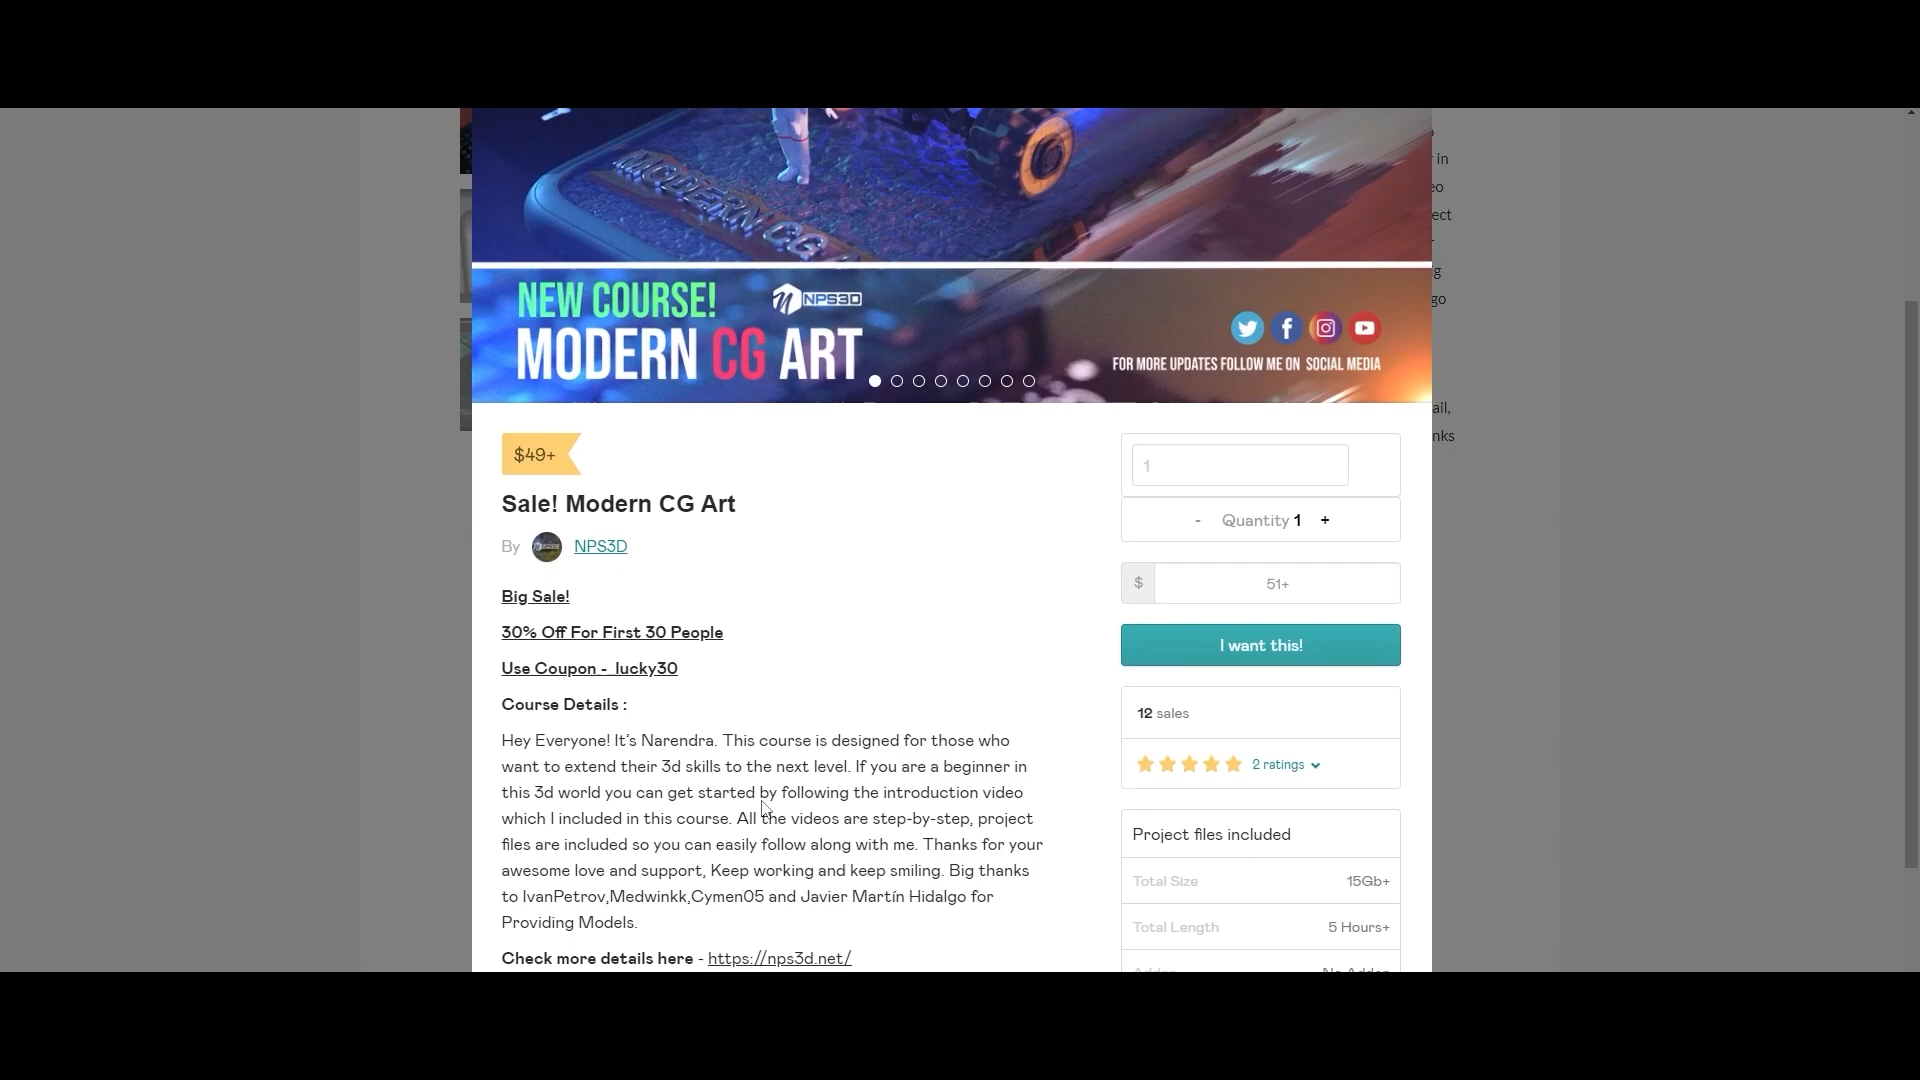 MODERN CG
NEW COURSE!
NPS3D
MODERN CG ART
FOR MORE UPDATES FOLLOW ME ON SOCIAL MEDIA
$49+
Sale! Modern CG Art
By NPS3D
Big Sale!
30% Off For First 30 People
Use Coupon - lucky30
Course Details :
Hey Everyone! It's Narendra. This course is designed for those who
want to extend their 3d skills to the next level. If you are a beginner in
this 3d world you can get started by following the introduction video
which I included in this course. All the videos are step-by-step, project
files are included so you can easily follow along with me. Thanks for your
awesome love and support, Keep working and keep smiling. Big thanks
to IvanPetrov,Medwinkk,Cymen05 and Javier Martín Hidalgo for
Providing Models.
Check more details here - https://nps3d.net/
1
- Quantity 1 +
$ 51+
I want this!
12 sales
2 ratings
Project files included
Total Size 15Gb+
Total Length 5 Hours+
in
eo
ect
g
go
ail,
nks